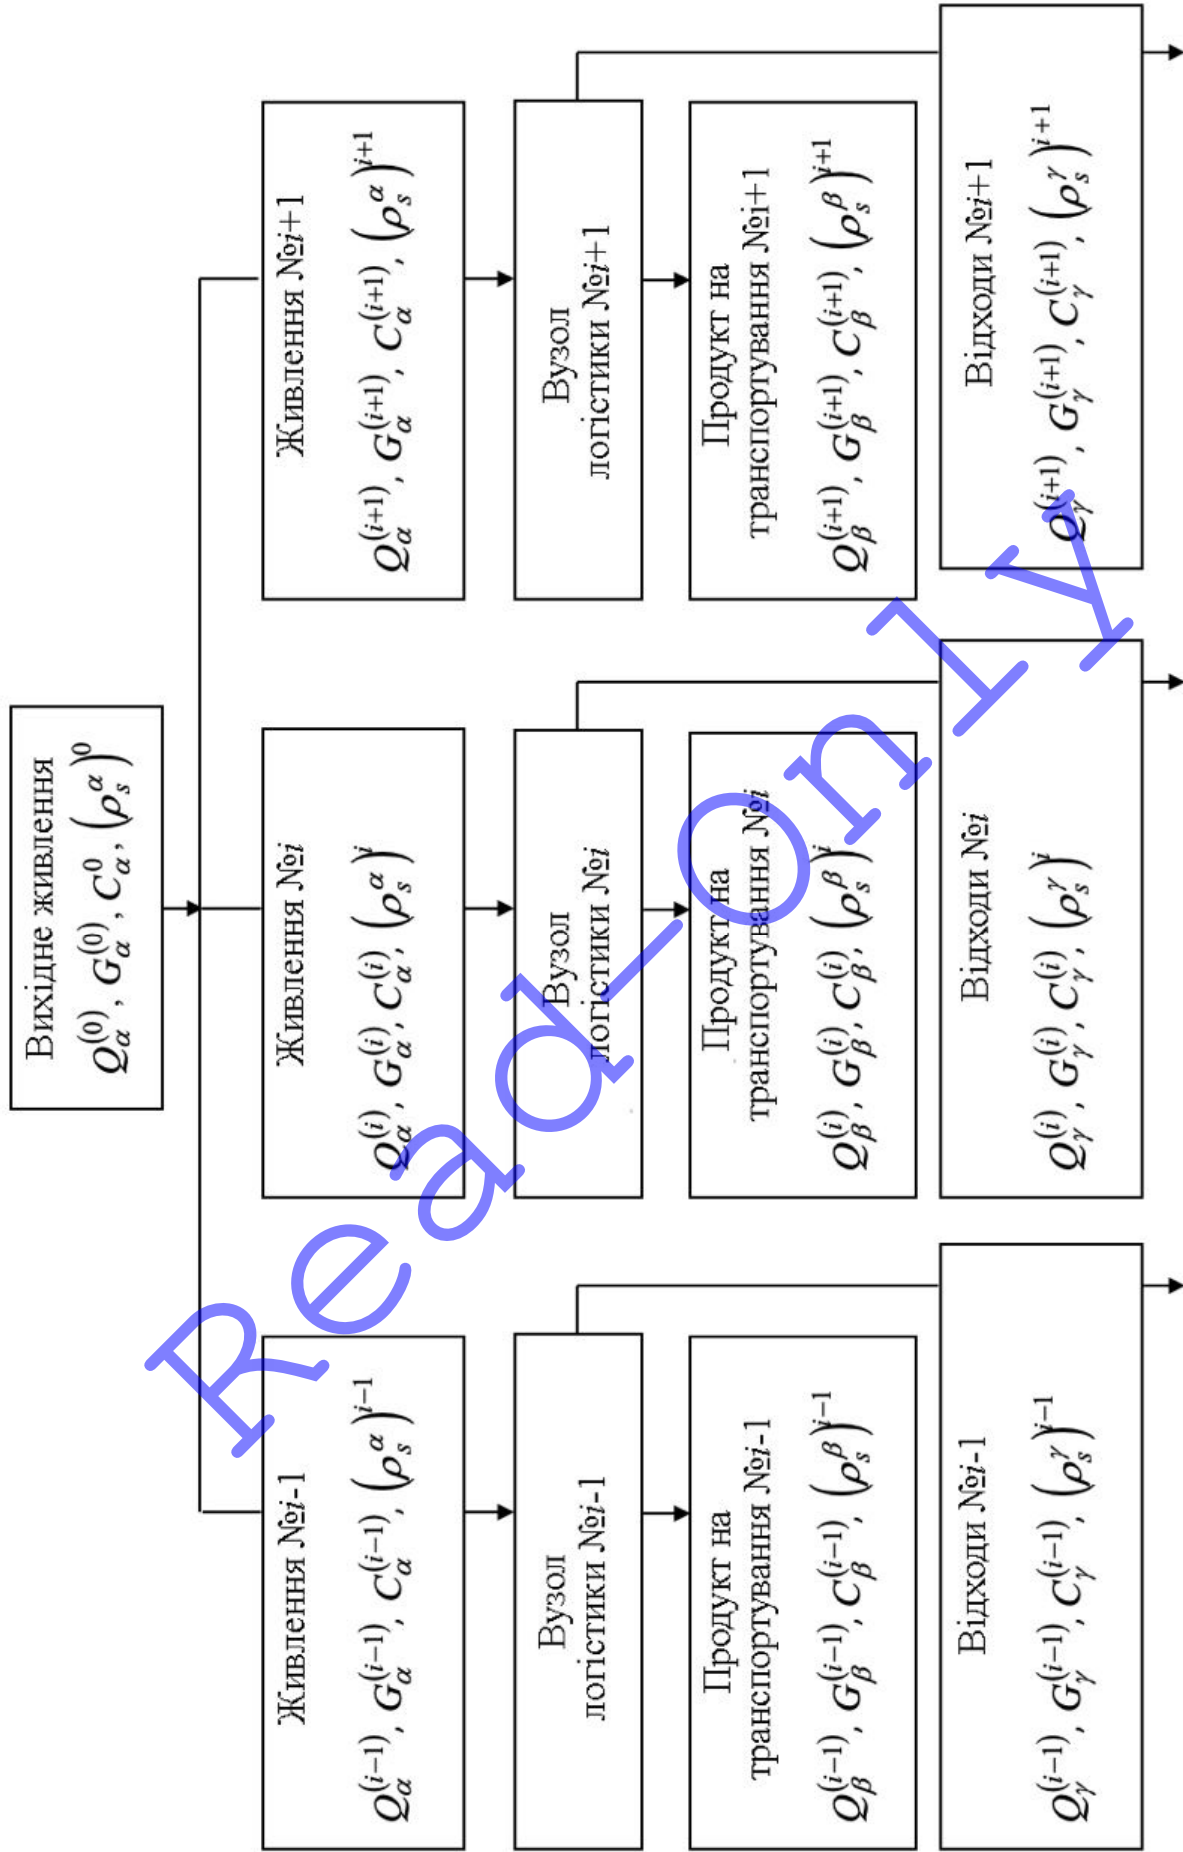 Вихідне живлення
Q_α^(0), G_α^(0), C_α^0, (ρ_s^α)^0
Живлення №i-1
Q_α^(i−1), G_α^(i−1), C_α^(i−1), (ρ_s^α)^i−1
Живлення №i
Q_α^(i), G_α^(i), C_α^(i), (ρ_s^α)^i
Живлення №i+1
Q_α^(i+1), G_α^(i+1), C_α^(i+1), (ρ_s^α)^i+1
Вузол
логістики №i-1
Вузол
логістики №i
Вузол
логістики №i+1
Продукт на
транспортування №i-1
Q_β^(i−1), G_β^(i−1), C_β^(i−1), (ρ_s^β)^i−1
Продукт на
транспортування №i
Q_β^(i), G_β^(i), C_β^(i), (ρ_s^β)^i
Продукт на
транспортування №i+1
Q_β^(i+1), G_β^(i+1), C_β^(i+1), (ρ_s^β)^i+1
Відходи №i-1
Q_γ^(i−1), G_γ^(i−1), C_γ^(i−1), (ρ_s^γ)^i−1
Відходи №i
Q_γ^(i), G_γ^(i), C_γ^(i), (ρ_s^γ)^i
Відходи №i+1
Q_γ^(i+1), G_γ^(i+1), C_γ^(i+1), (ρ_s^γ)^i+1
Read-only